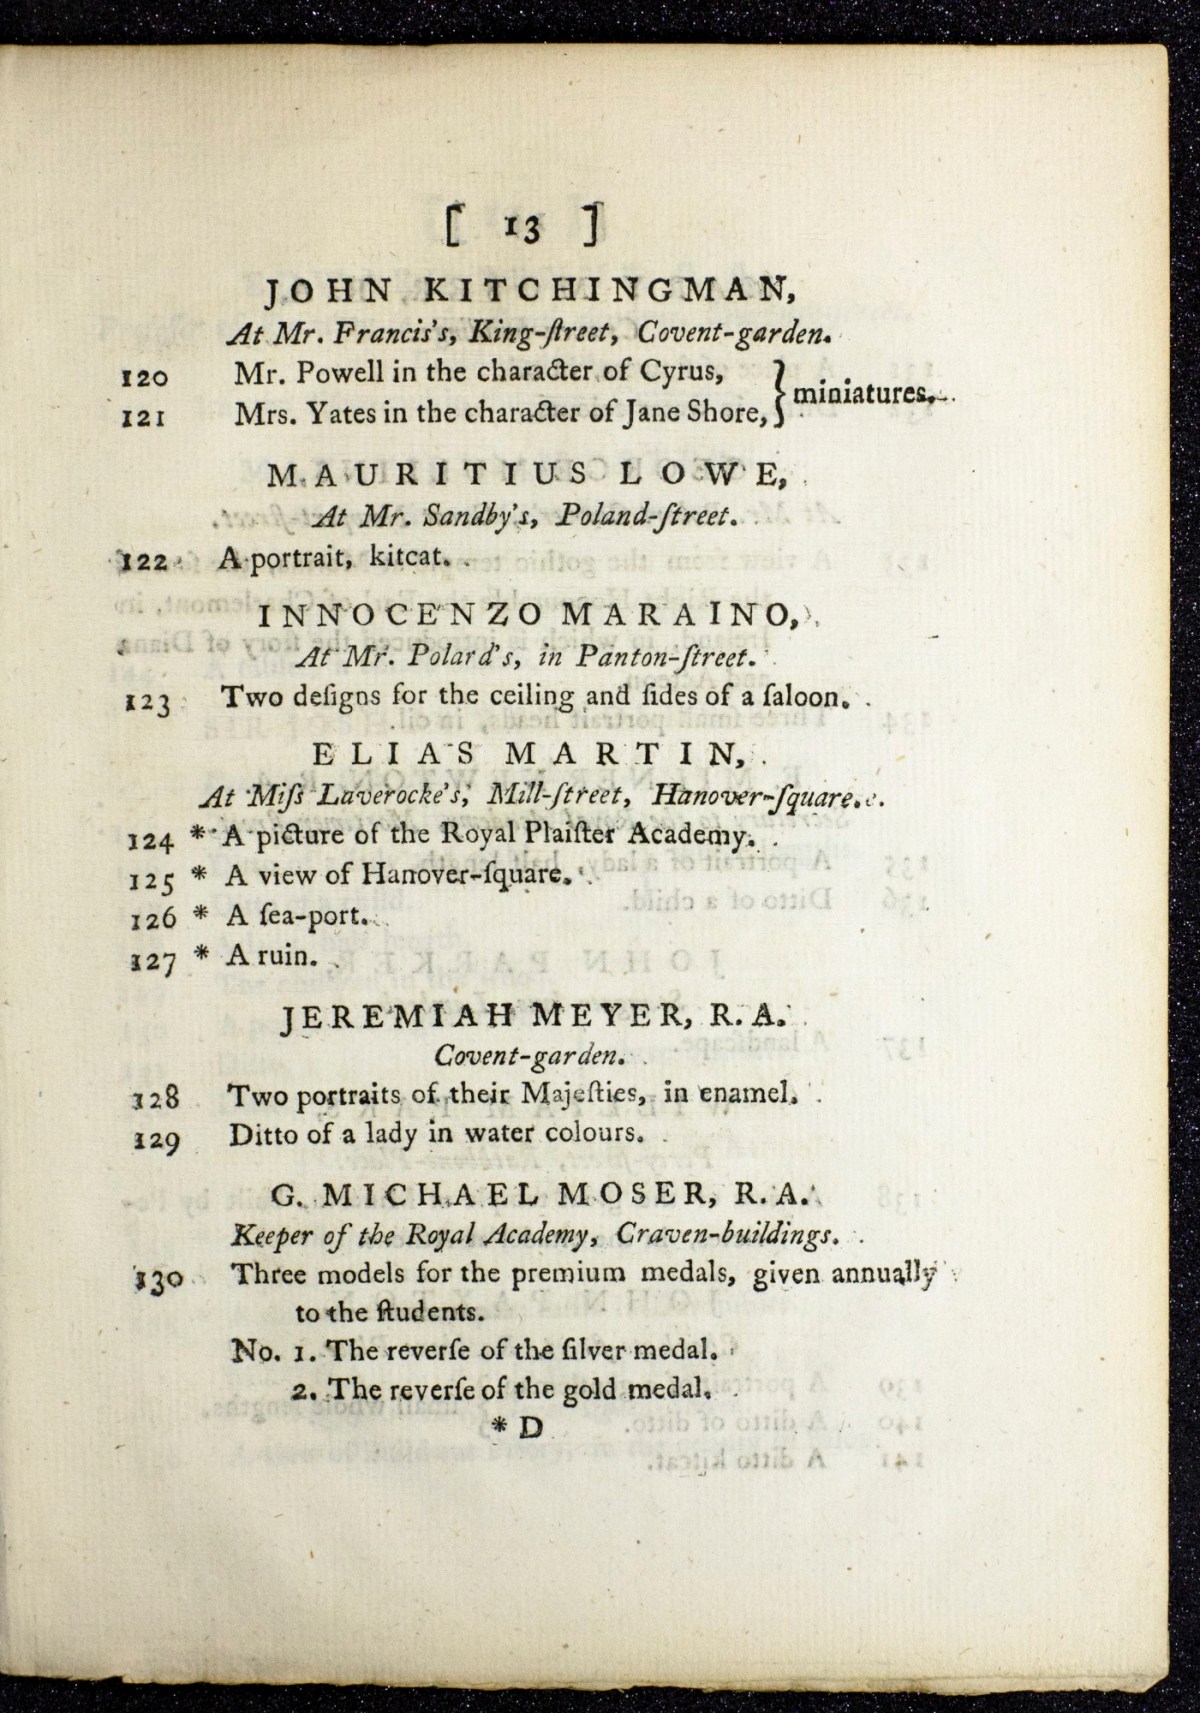 [ 13 ]
JOHN KITCHINGMAN,
At Mr. Francis's, King-ſtreet, Covent-garden.
120 Mr. Powell in the character of Cyrus,
121 Mrs. Yates in the character of Jane Shore, } miniatures.
MAURITIUS LOWE,
At Mr. Sandby's, Poland-ſtreet.
122 A portrait, kitcat.
INNOCENZO MARAINO,
At Mr. Polard's, in Panton-ſtreet.
123 Two deſigns for the ceiling and ſides of a ſaloon.
ELIAS MARTIN,
At Miſs Laverocke's, Mill-ſtreet, Hanover-ſquare.
124 * A picture of the Royal Plaiſter Academy.
125 * A view of Hanover-ſquare.
126 * A ſea-port.
127 * A ruin.
JEREMIAH MEYER, R. A.
Covent-garden.
128 Two portraits of their Majeſties, in enamel.
129 Ditto of a lady in water colours.
G. MICHAEL MOSER, R. A.
Keeper of the Royal Academy, Craven-buildings.
130 Three models for the premium medals, given annually
to the ſtudents.
No. 1. The reverſe of the ſilver medal.
2. The reverſe of the gold medal.
* D